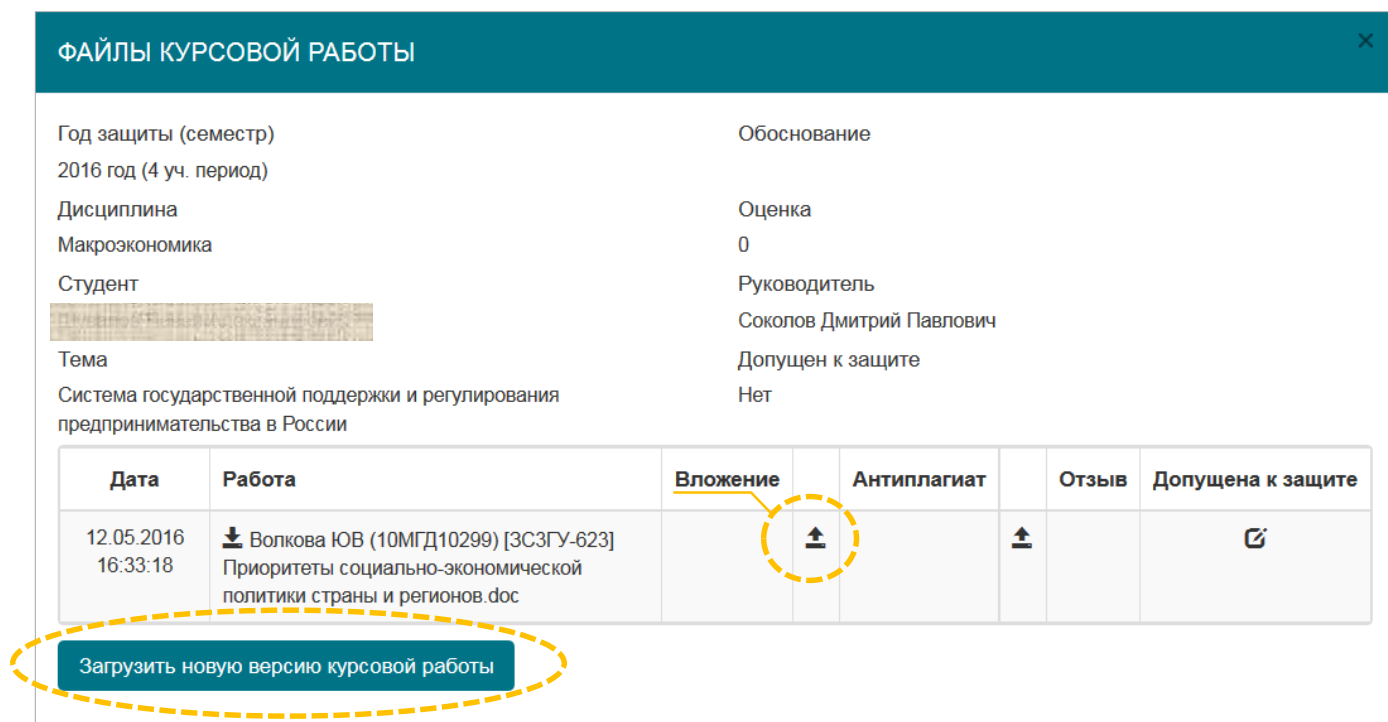 ФАЙЛЫ КУРСОВОЙ РАБОТЫ
Год защиты (семестр)
2016 год (4 уч. период)
Обоснование
Дисциплина
Макроэкономика
Оценка
0
Студент
Руководитель
Соколов Дмитрий Павлович
Тема
Система государственной поддержки и регулирования
предпринимательства в России
Допущен к защите
Нет
Дата
Работа
Вложение
Антиплагиат
Отзыв
Допущена к защите
12.05.2016
16:33:18
Волкова ЮВ (10МГД10299) [ЗСЗГУ-623]
Приоритеты социально-экономической
политики страны и регионов.doc
Загрузить новую версию курсовой работы